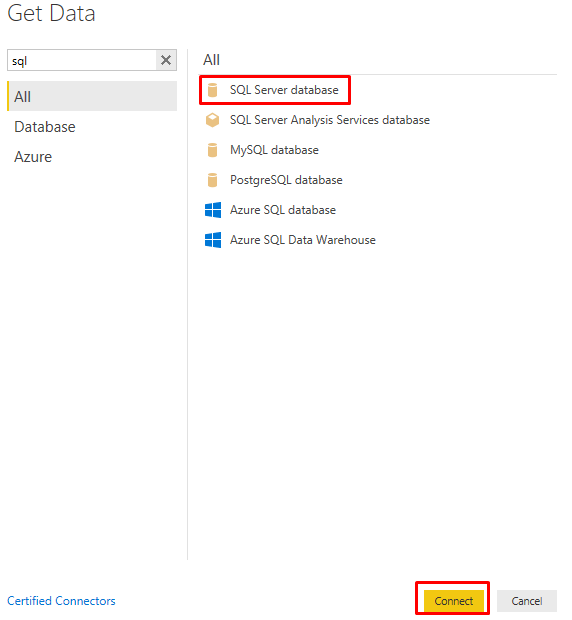 Get Data
sql
All
Database
Azure
All
SQL Server database
SQL Server Analysis Services database
MySQL database
PostgreSQL database
Azure SQL database
Azure SQL Data Warehouse
Certified Connectors
Connect
Cancel